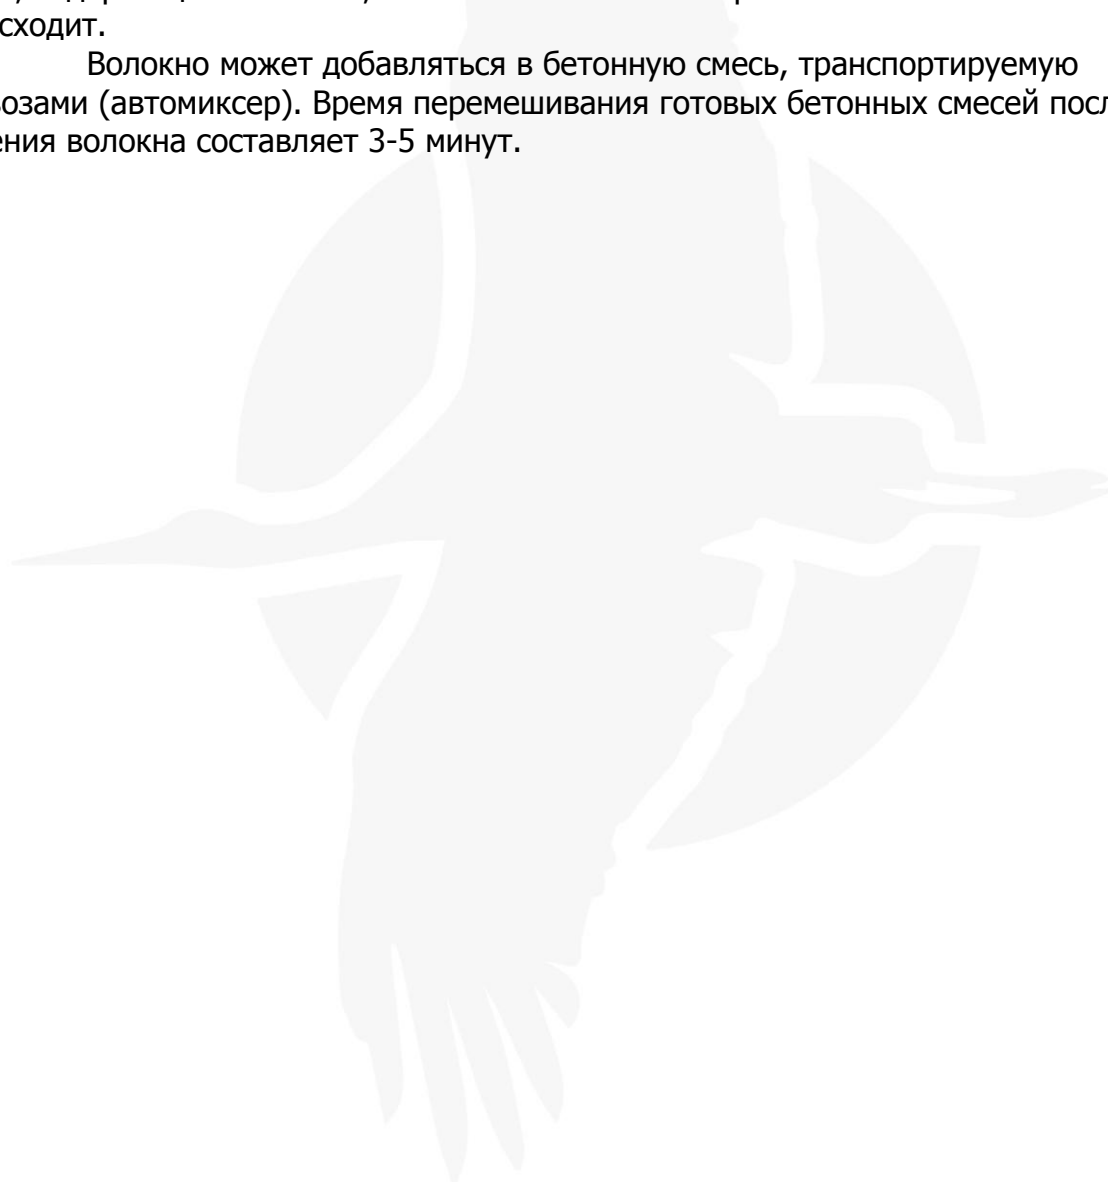 сходит.
Волокно может добавляться в бетонную смесь, транспортируемую
возами (автомиксер). Время перемешивания готовых бетонных смесей посл
ения волокна составляет 3-5 минут.